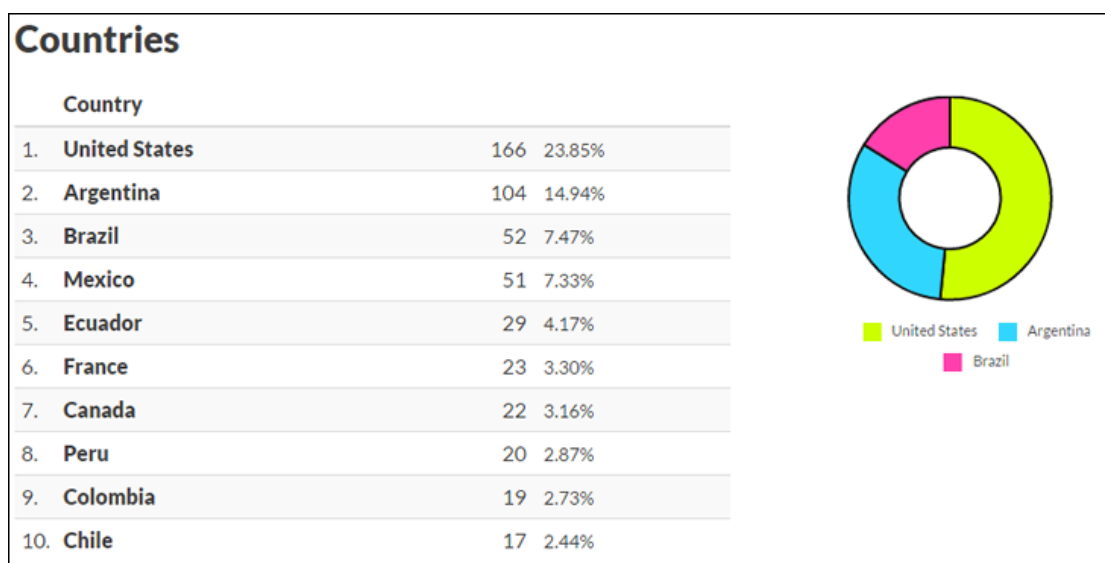 Countries
Country
1. United States 166 23.85%
2. Argentina 104 14.94%
3. Brazil 52 7.47%
4. Mexico 51 7.33%
5. Ecuador 29 4.17%
6. France 23 3.30%
7. Canada 22 3.16%
8. Peru 20 2.87%
9. Colombia 19 2.73%
10. Chile 17 2.44%
United States Argentina
Brazil